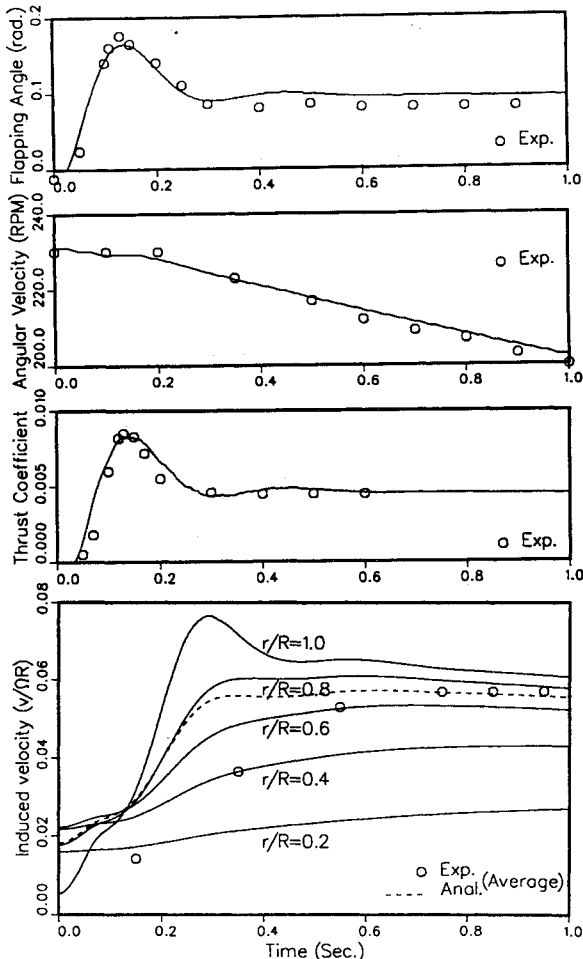 Flapping Angle (rad.)
0.2
0.1
0.0
Exp.
0.0 0.2 0.4 0.6 0.8 1.0
Angular Velocity (RPM)
240.0
220.0
200.0
Exp.
0.0 0.2 0.4 0.6 0.8 1.0
Thrust Coefficient
0.010
0.005
0.000
Exp.
0.0 0.2 0.4 0.6 0.8 1.0
Induced velocity (v/ΩR)
0.08
0.06
0.04
0.02
0.00
r/R=1.0
r/R=0.8
r/R=0.6
r/R=0.4
r/R=0.2
Exp.
Anal. (Average)
0.0 0.2 0.4 0.6 0.8 1.0
Time (Sec.)